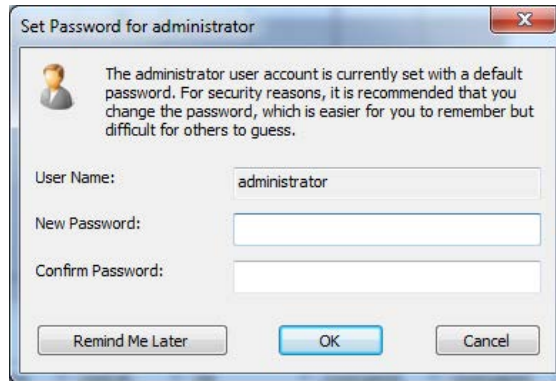 Set Password for administrator
The administrator user account is currently set with a default
password. For security reasons, it is recommended that you
change the password, which is easier for you to remember but
difficult for others to guess.
User Name:
administrator
New Password:
Confirm Password:
Remind Me Later
OK
Cancel